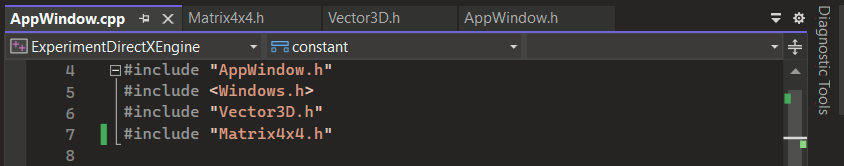 AppWindow.cpp Matrix4x4.h Vector3D.h AppWindow.h
ExperimentDirectXEngine constant
4 #include "AppWindow.h"
5 #include <Windows.h>
6 #include "Vector3D.h"
7 #include "Matrix4x4.h"
8
Diagnostic Tools